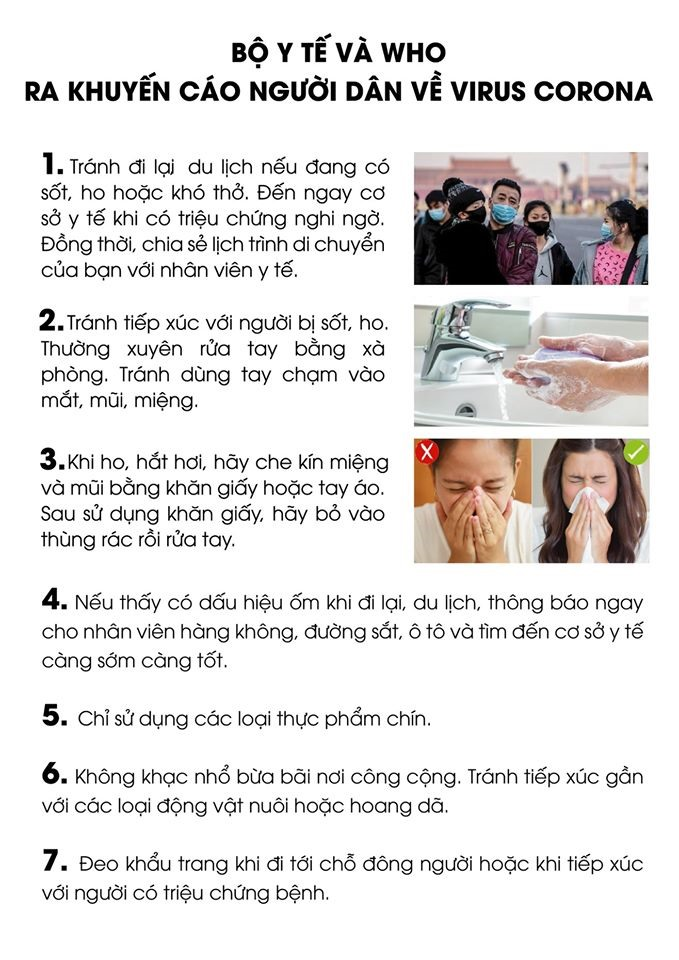 BỘ Y TẾ VÀ WHO
RA KHUYẾN CÁO NGƯỜI DÂN VỀ VIRUS CORONA
1. Tránh đi lại, du lịch nếu đang có
sốt, ho hoặc khó thở. Đến ngay cơ
sở y tế khi có triệu chứng nghi ngờ.
Đồng thời, chia sẻ lịch trình di chuyển
của bạn với nhân viên y tế.
2. Tránh tiếp xúc với người bị sốt, ho.
Thường xuyên rửa tay bằng xà
phòng. Tránh dùng tay chạm vào
mắt, mũi, miệng.
3. Khi ho, hắt hơi, hãy che kín miệng
và mũi bằng khăn giấy hoặc tay áo.
Sau sử dụng khăn giấy, hãy bỏ vào
thùng rác rồi rửa tay.
4. Nếu thấy có dấu hiệu ốm khi đi lại, du lịch, thông báo ngay
cho nhân viên hàng không, đường sắt, ô tô và tìm đến cơ sở y tế
càng sớm càng tốt.
5. Chỉ sử dụng các loại thực phẩm chín.
6. Không khạc nhổ bừa bãi nơi công cộng. Tránh tiếp xúc gần
với các loại động vật nuôi hoặc hoang dã.
7. Đeo khẩu trang khi đi tới chỗ đông người hoặc khi tiếp xúc
với người có triệu chứng bệnh.